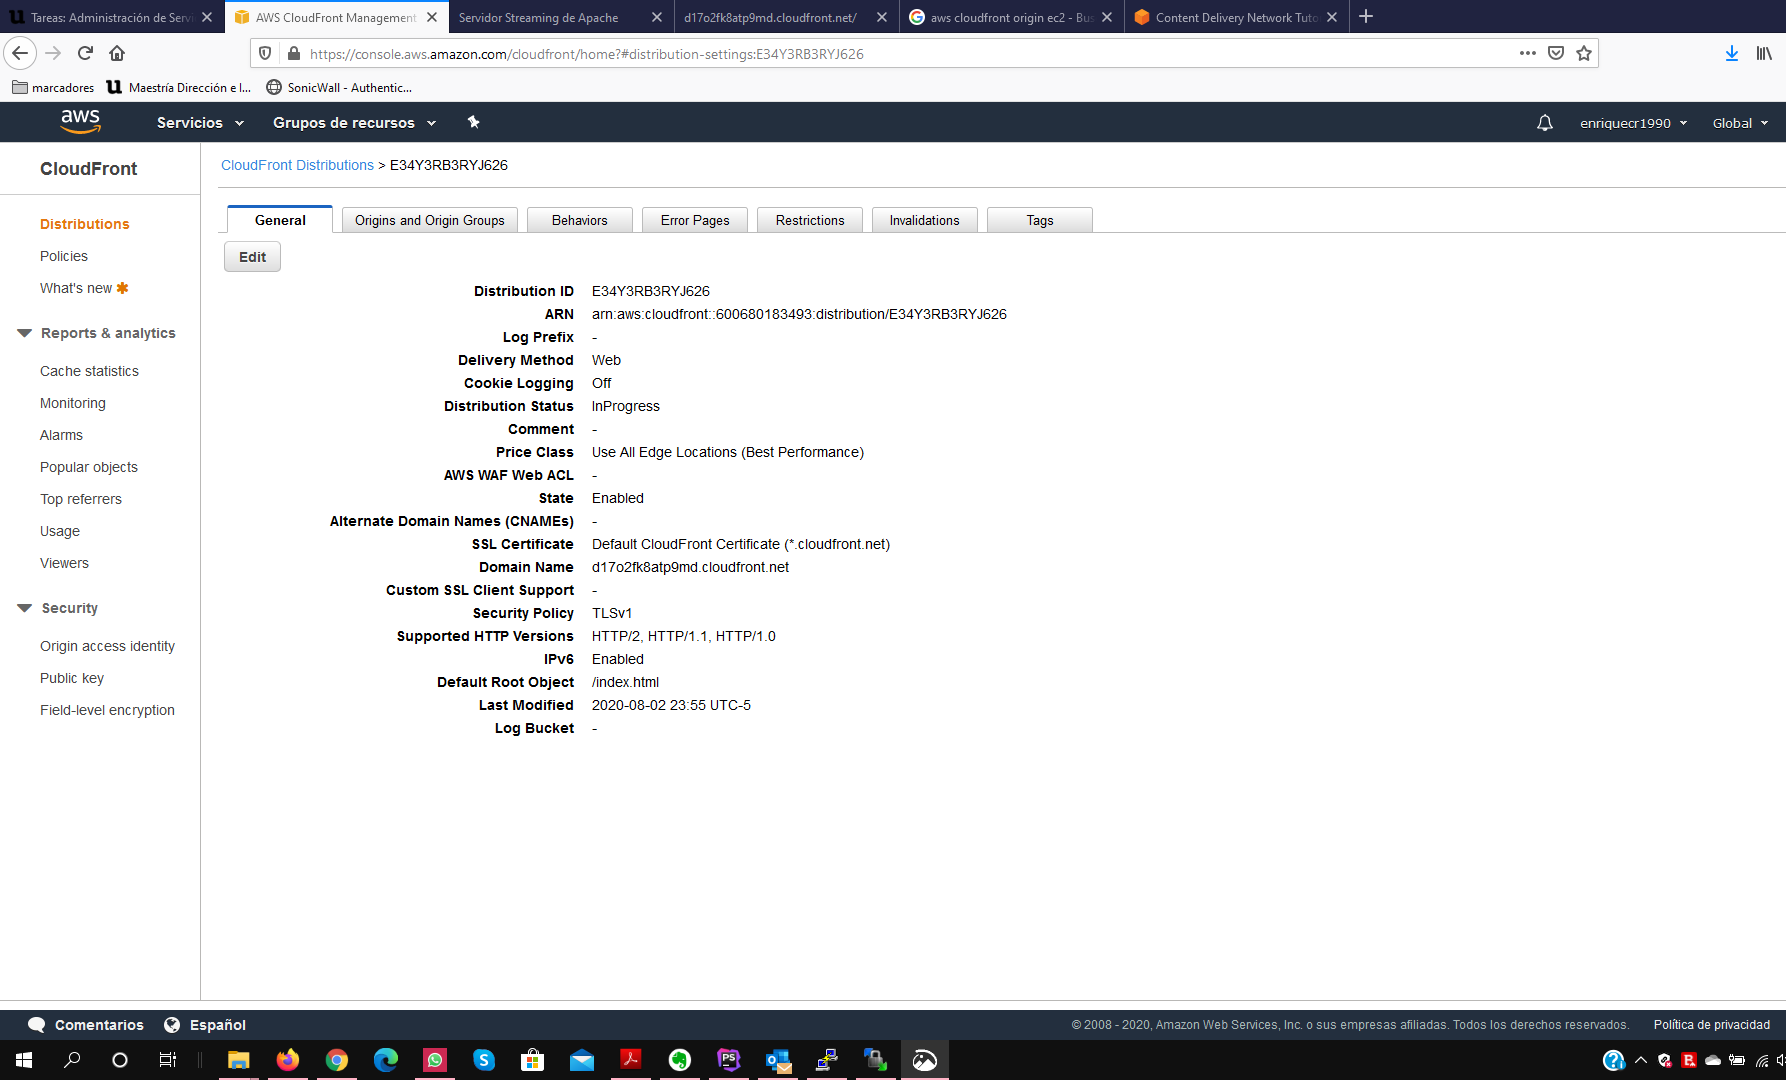 Tareas: Administración de Servi
AWS CloudFront Management
Servidor Streaming de Apache
d17o2fk8atp9md.cloudfront.net/
aws cloudfront origin ec2 - Bus
Content Delivery Network Tuto
https://console.aws.amazon.com/cloudfront/home?#distribution-settings:E34Y3RB3RYJ626
marcadores
Maestría Dirección e I...
SonicWall - Authentic...
aws
Servicios
Grupos de recursos
enriquecr1990
Global
CloudFront
CloudFront Distributions > E34Y3RB3RYJ626
General
Origins and Origin Groups
Behaviors
Error Pages
Restrictions
Invalidations
Tags
Edit
Distributions
Policies
What's new
Reports & analytics
Cache statistics
Monitoring
Alarms
Popular objects
Top referrers
Usage
Viewers
Security
Origin access identity
Public key
Field-level encryption
Distribution ID E34Y3RB3RYJ626
ARN arn:aws:cloudfront::600680183493:distribution/E34Y3RB3RYJ626
Log Prefix -
Delivery Method Web
Cookie Logging Off
Distribution Status InProgress
Comment -
Price Class Use All Edge Locations (Best Performance)
AWS WAF Web ACL -
State Enabled
Alternate Domain Names (CNAMEs) -
SSL Certificate Default CloudFront Certificate (*.cloudfront.net)
Domain Name d17o2fk8atp9md.cloudfront.net
Custom SSL Client Support -
Security Policy TLSv1
Supported HTTP Versions HTTP/2, HTTP/1.1, HTTP/1.0
IPv6 Enabled
Default Root Object /index.html
Last Modified 2020-08-02 23:55 UTC-5
Log Bucket -
Comentarios
Español
© 2008 - 2020, Amazon Web Services, Inc. o sus empresas afiliadas. Todos los derechos reservados.
Política de privacidad